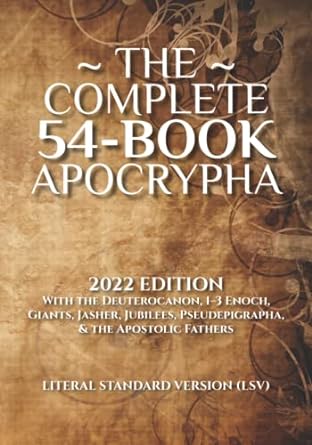 ~ THE ~
COMPLETE
54-BOOK
APOCRYPHA
2022 EDITION
WITH THE DEUTEROCANON, 1–3 ENOCH,
GIANTS, JASHER, JUBILEES, PSEUDEPIGRAPHA,
& THE APOSTOLIC FATHERS
LITERAL STANDARD VERSION (LSV)